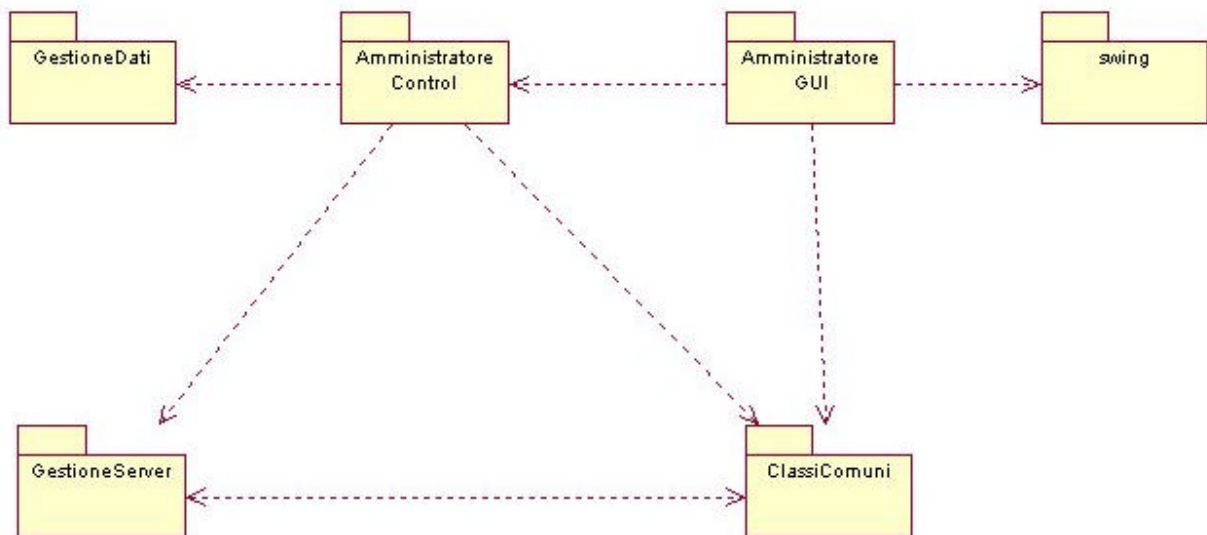 GestioneDati
Amministratore
Control
Amministratore
GUI
swing
GestioneServer
ClassiComuni